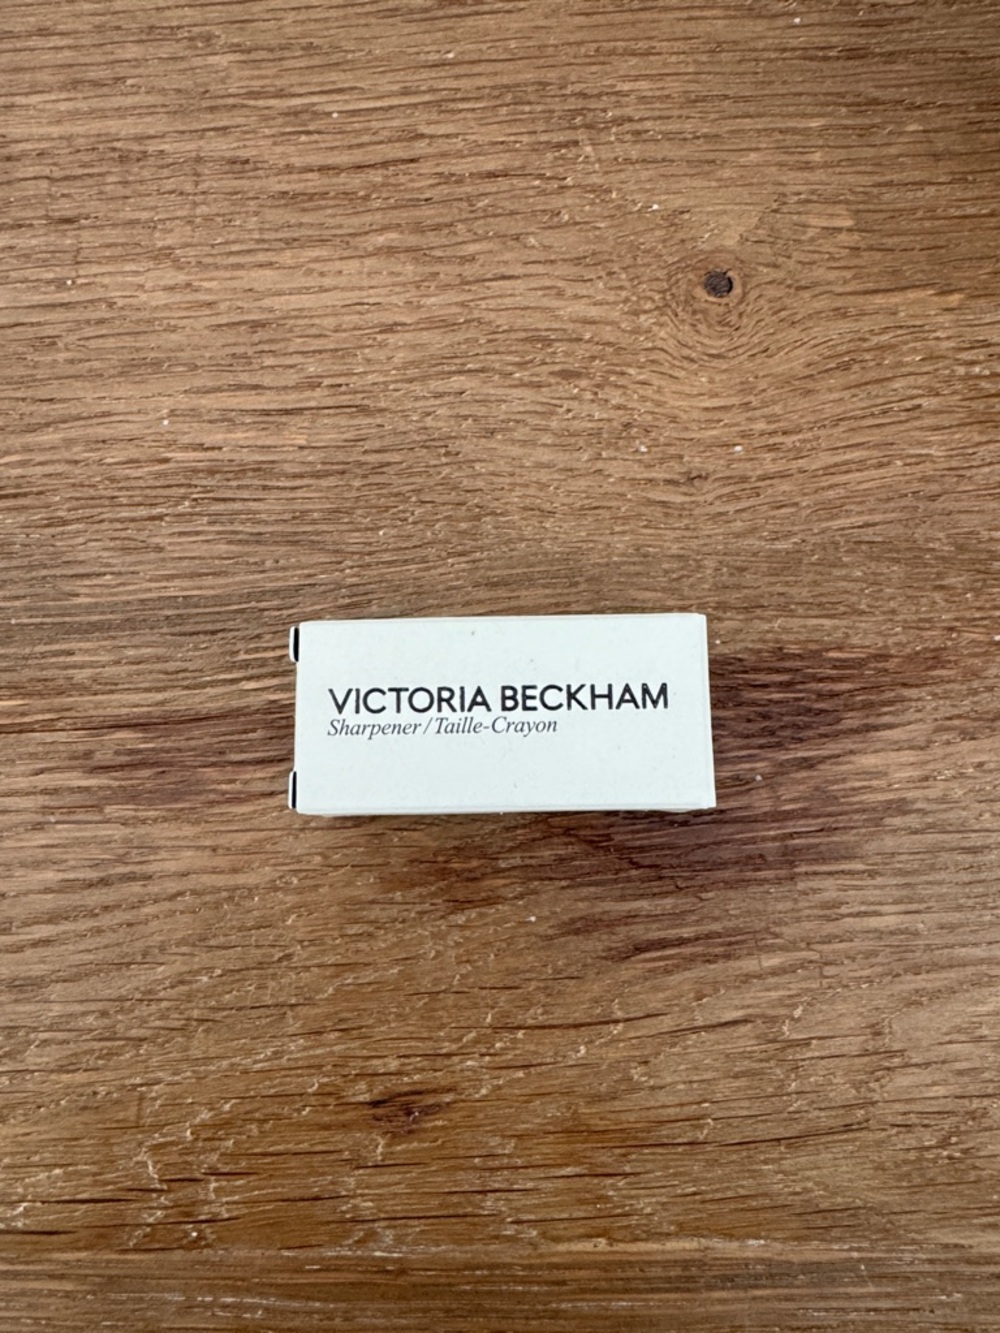 VICTORIA BECKHAM
Sharpener / Taille-Crayon